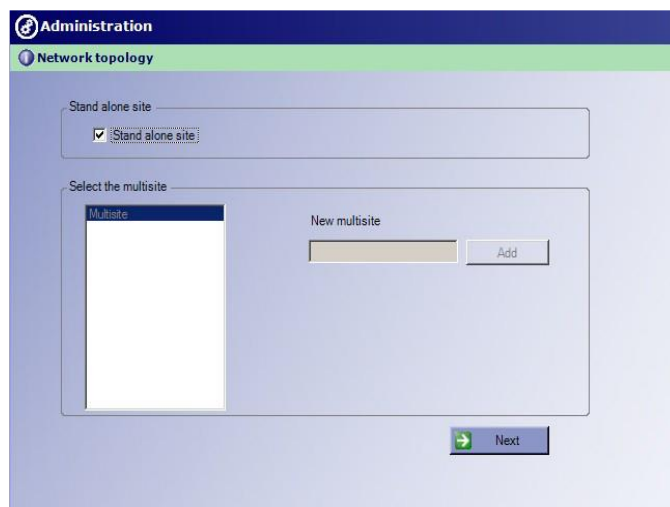 Administration
Network topology
Stand alone site
Stand alone site
Select the multisite
Multisite
New multisite
Add
Next